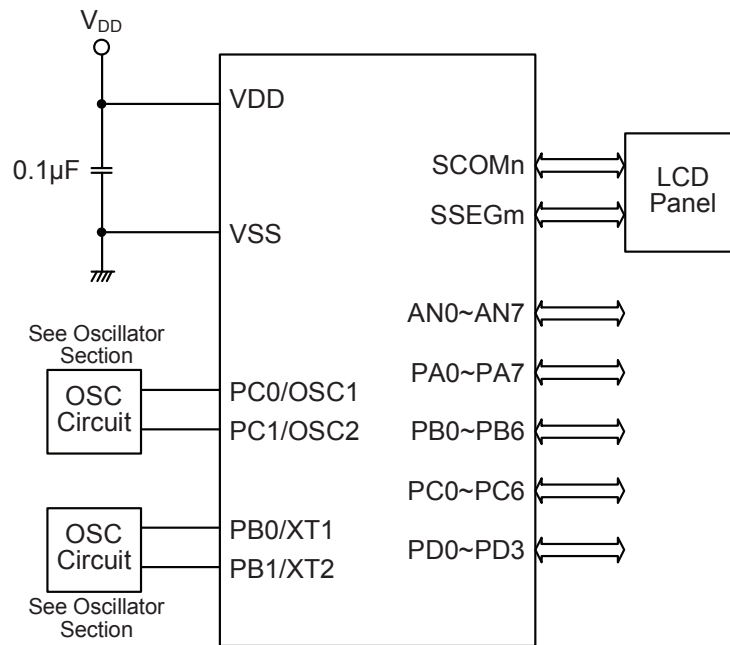 VDD
VDD
0.1µF
VSS
See Oscillator
Section
OSC
Circuit
PC0/OSC1
PC1/OSC2
OSC
Circuit
PB0/XT1
PB1/XT2
See Oscillator
Section
SCOMn
SSEGm
LCD
Panel
AN0~AN7
PA0~PA7
PB0~PB6
PC0~PC6
PD0~PD3